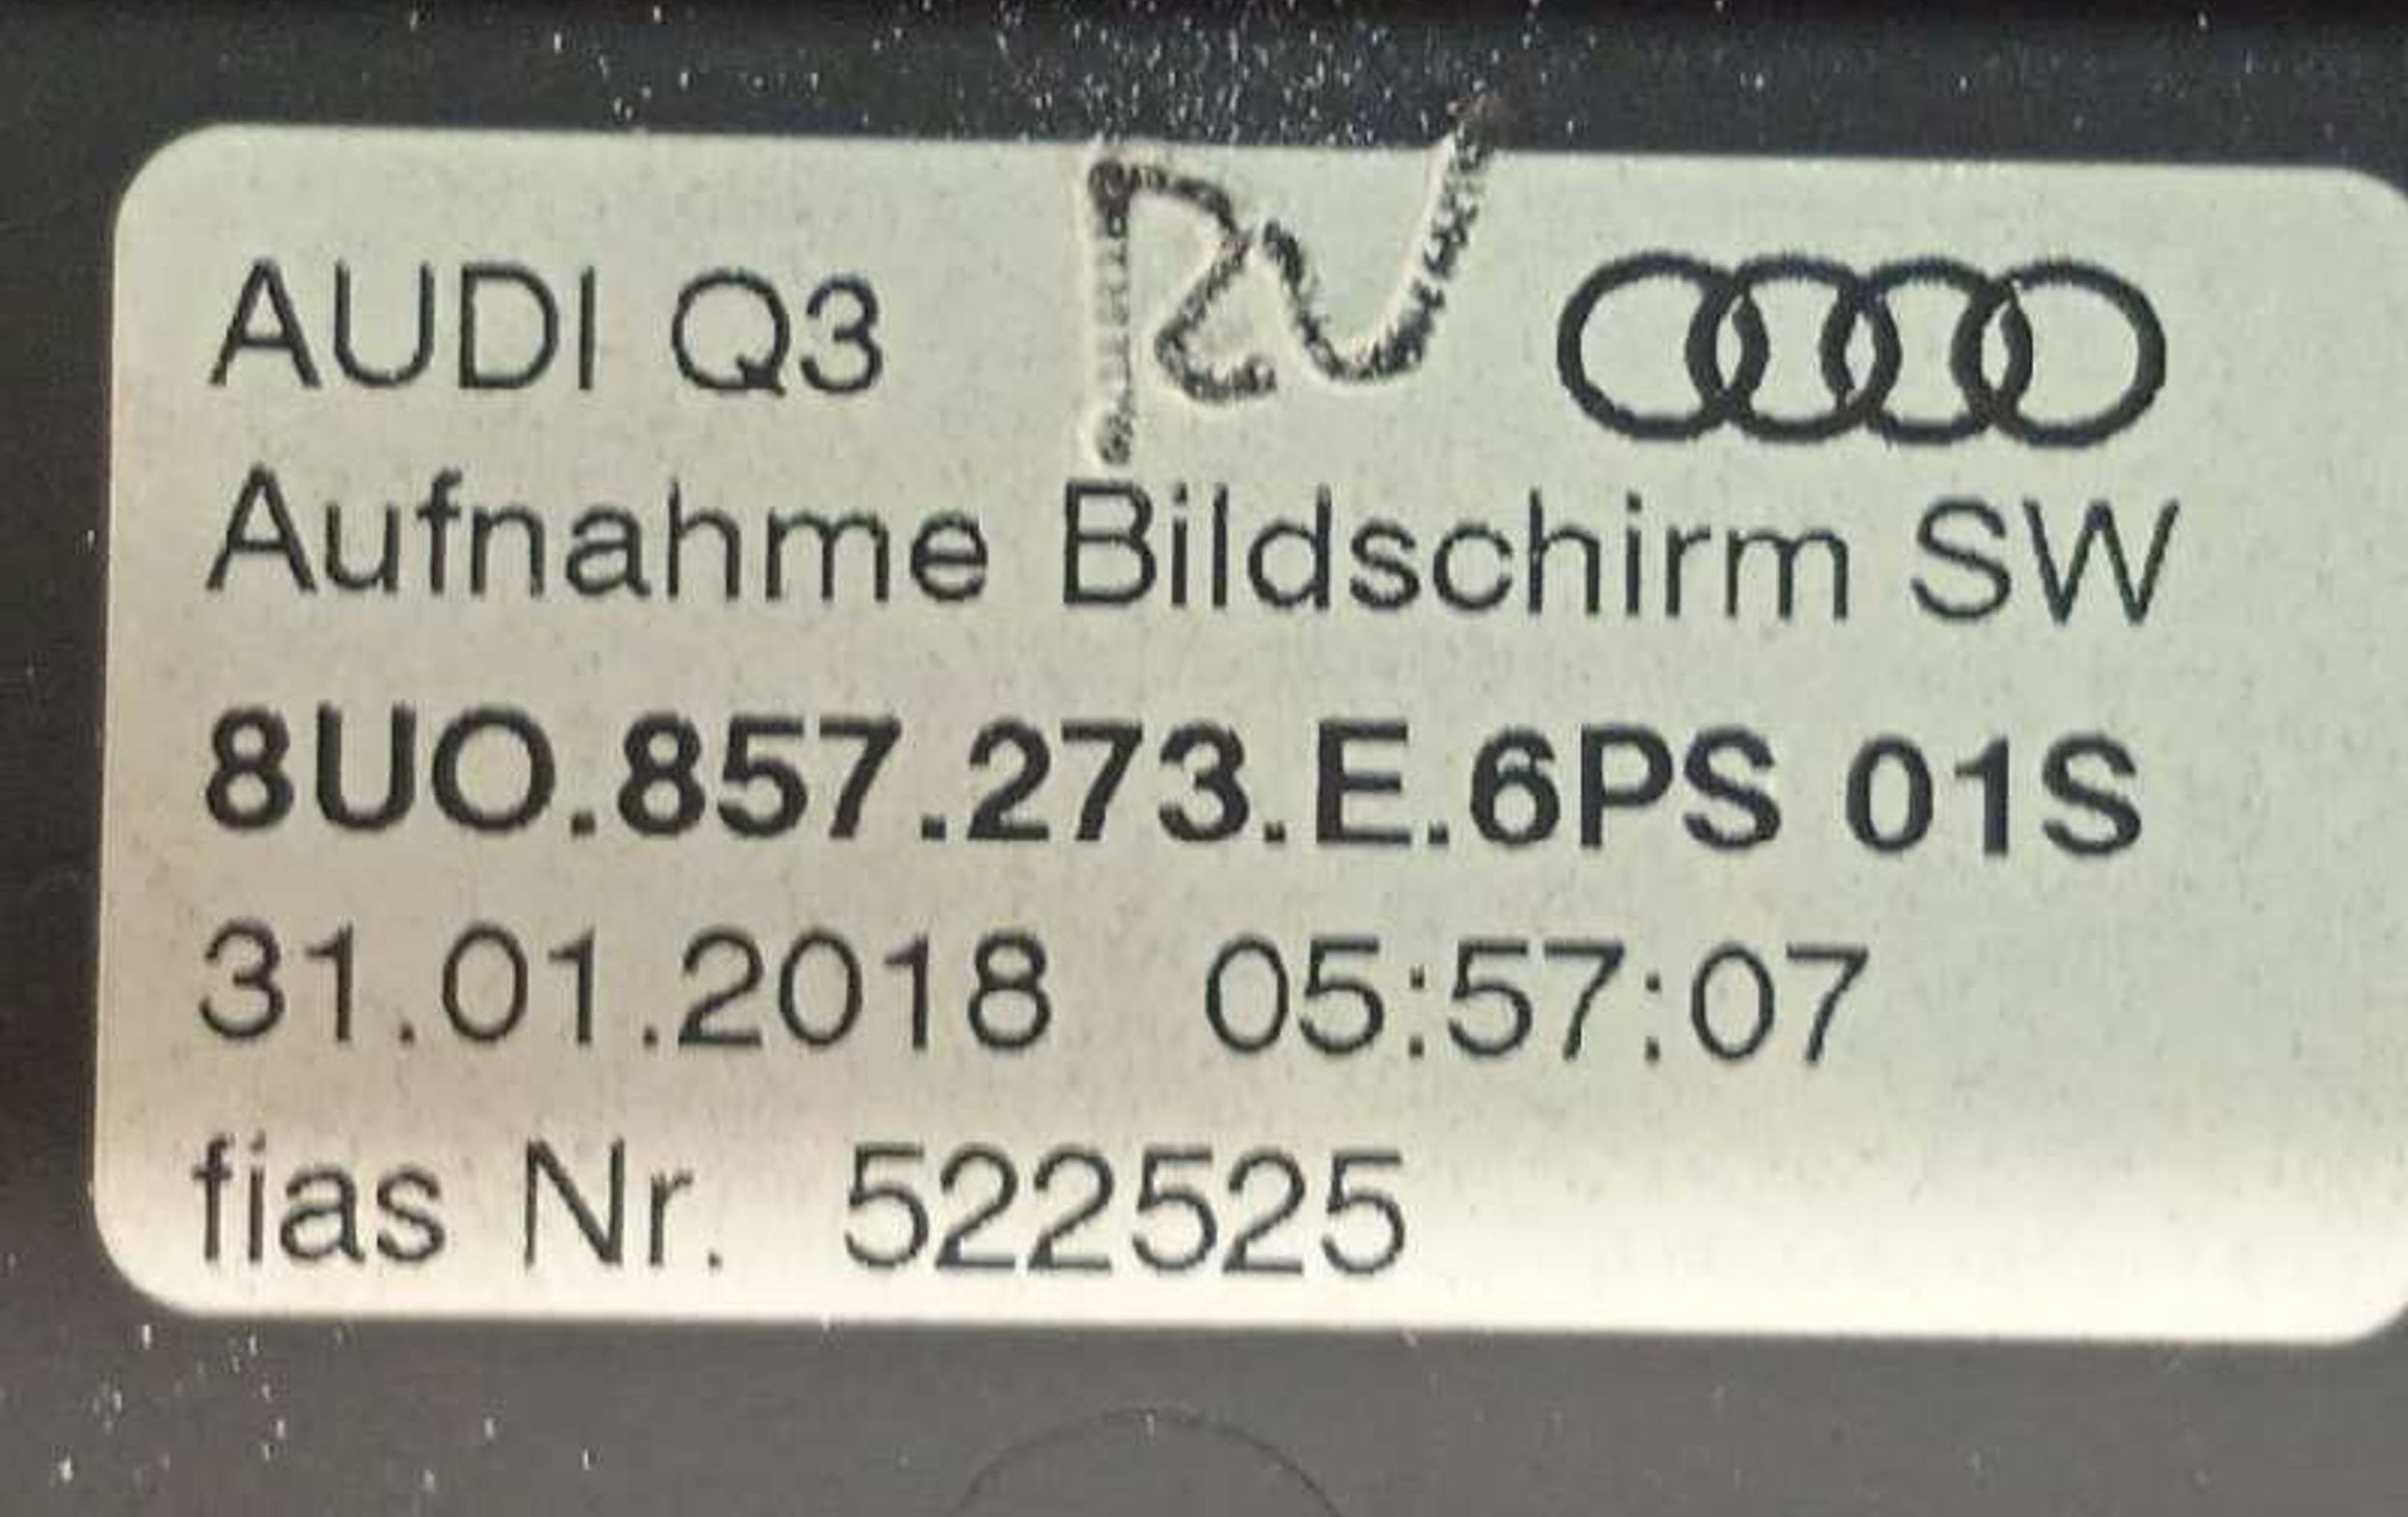 AUDI Q3
Aufnahme Bildschirm SW
8UO.857.273.E.6PS 01S
31.01.2018 05:57:07
fias Nr. 522525